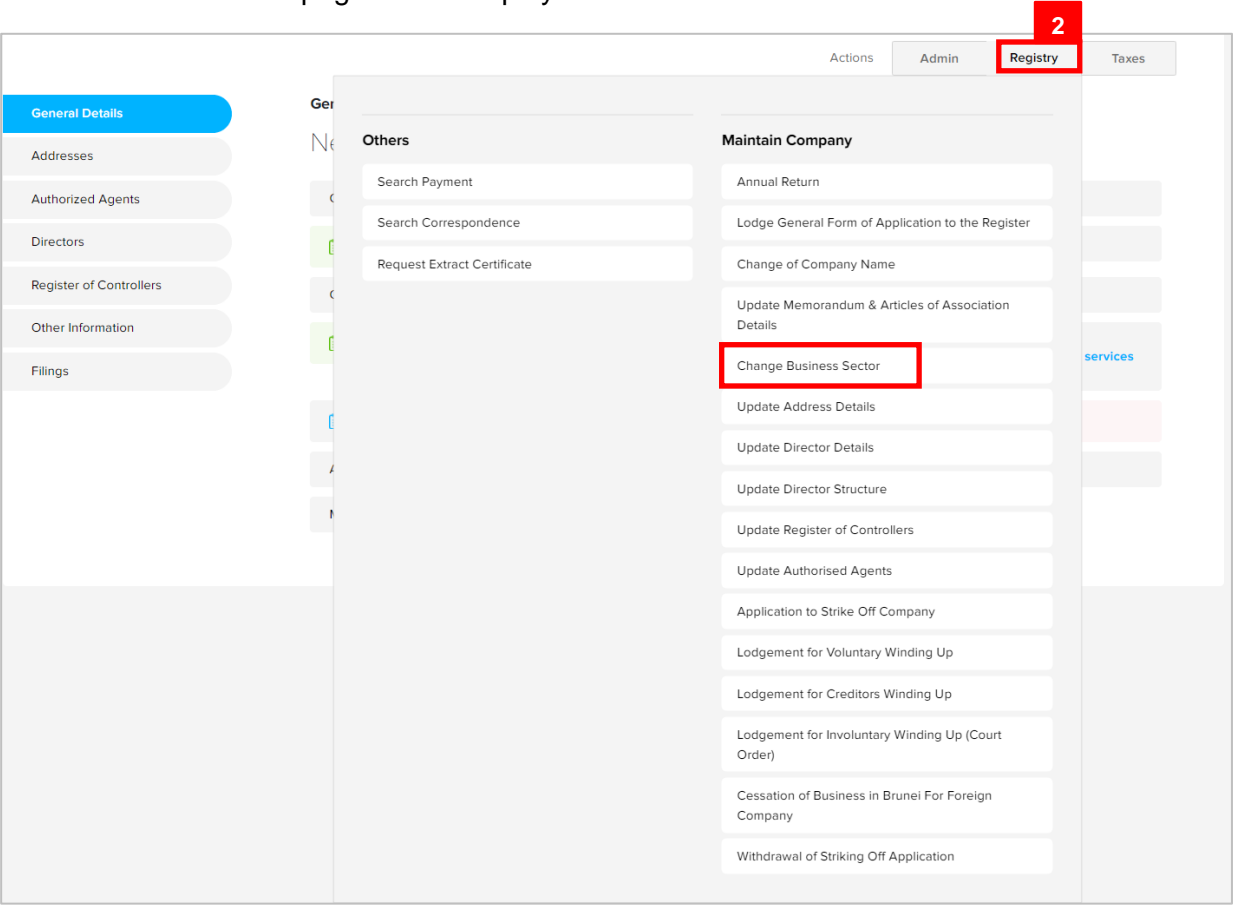 2
Actions Admin Registry Taxes
General Details
Addresses
Authorized Agents
Directors
Register of Controllers
Other Information
Filings
Others
Search Payment
Search Correspondence
Request Extract Certificate
Maintain Company
Annual Return
Lodge General Form of Application to the Register
Change of Company Name
Update Memorandum & Articles of Association
Details
Change Business Sector
Update Address Details
Update Director Details
Update Director Structure
Update Register of Controllers
Update Authorised Agents
Application to Strike Off Company
Lodgement for Voluntary Winding Up
Lodgement for Creditors Winding Up
Lodgement for Involuntary Winding Up (Court
Order)
Cessation of Business in Brunei For Foreign
Company
Withdrawal of Striking Off Application
services